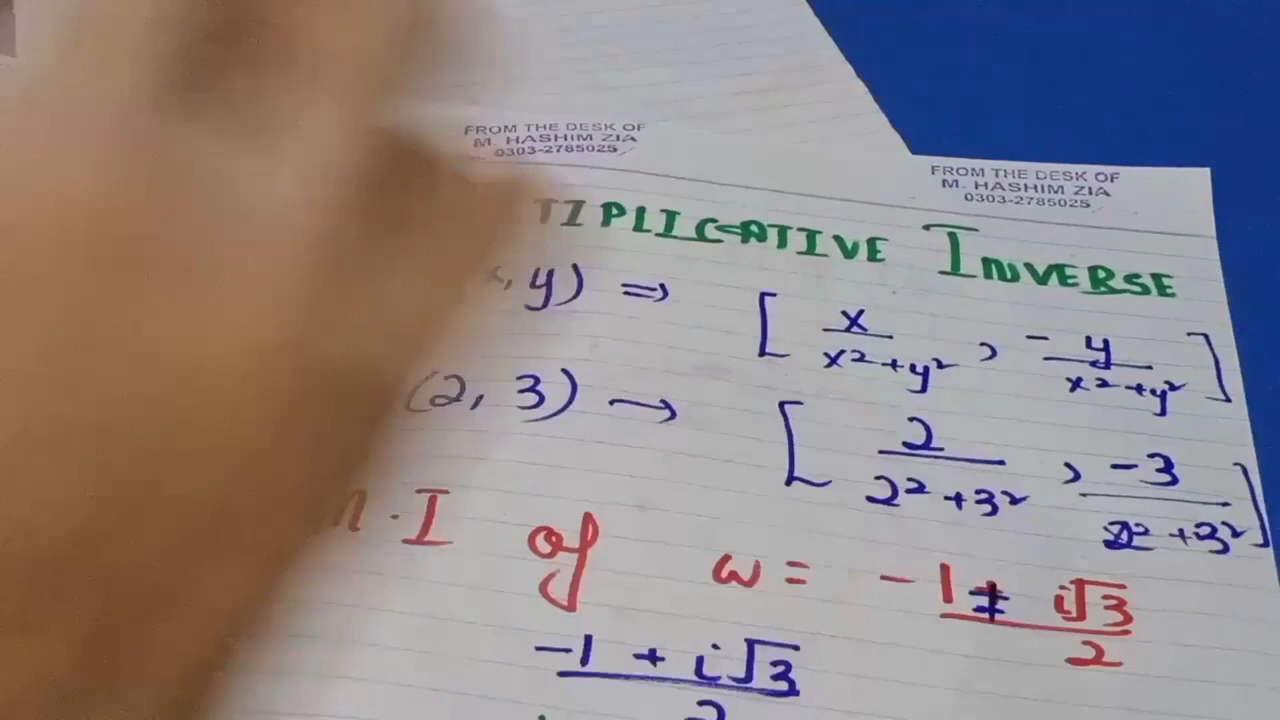 FROM THE DESK OF
M. HASHIM ZIA
0303-2785025
FROM THE DESK OF
M. HASHIM ZIA
0303-2785025
TIPLICATIVE INVERSE
, y) ⇒ [ x / x² + y² , - y / x² + y² ]
(2, 3) → [ 2 / 2² + 3² , -3 / 2² + 3² ]
. I of ω = -1 ± i√3 / 2
-1 + i√3 / 2